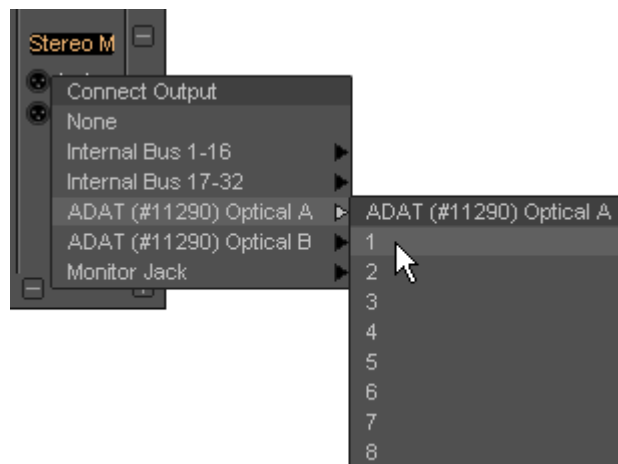 Stereo M
Connect Output
None
Internal Bus 1-16
Internal Bus 17-32
ADAT (#11290) Optical A
ADAT (#11290) Optical B
Monitor Jack
ADAT (#11290) Optical A
1
2
3
4
5
6
7
8